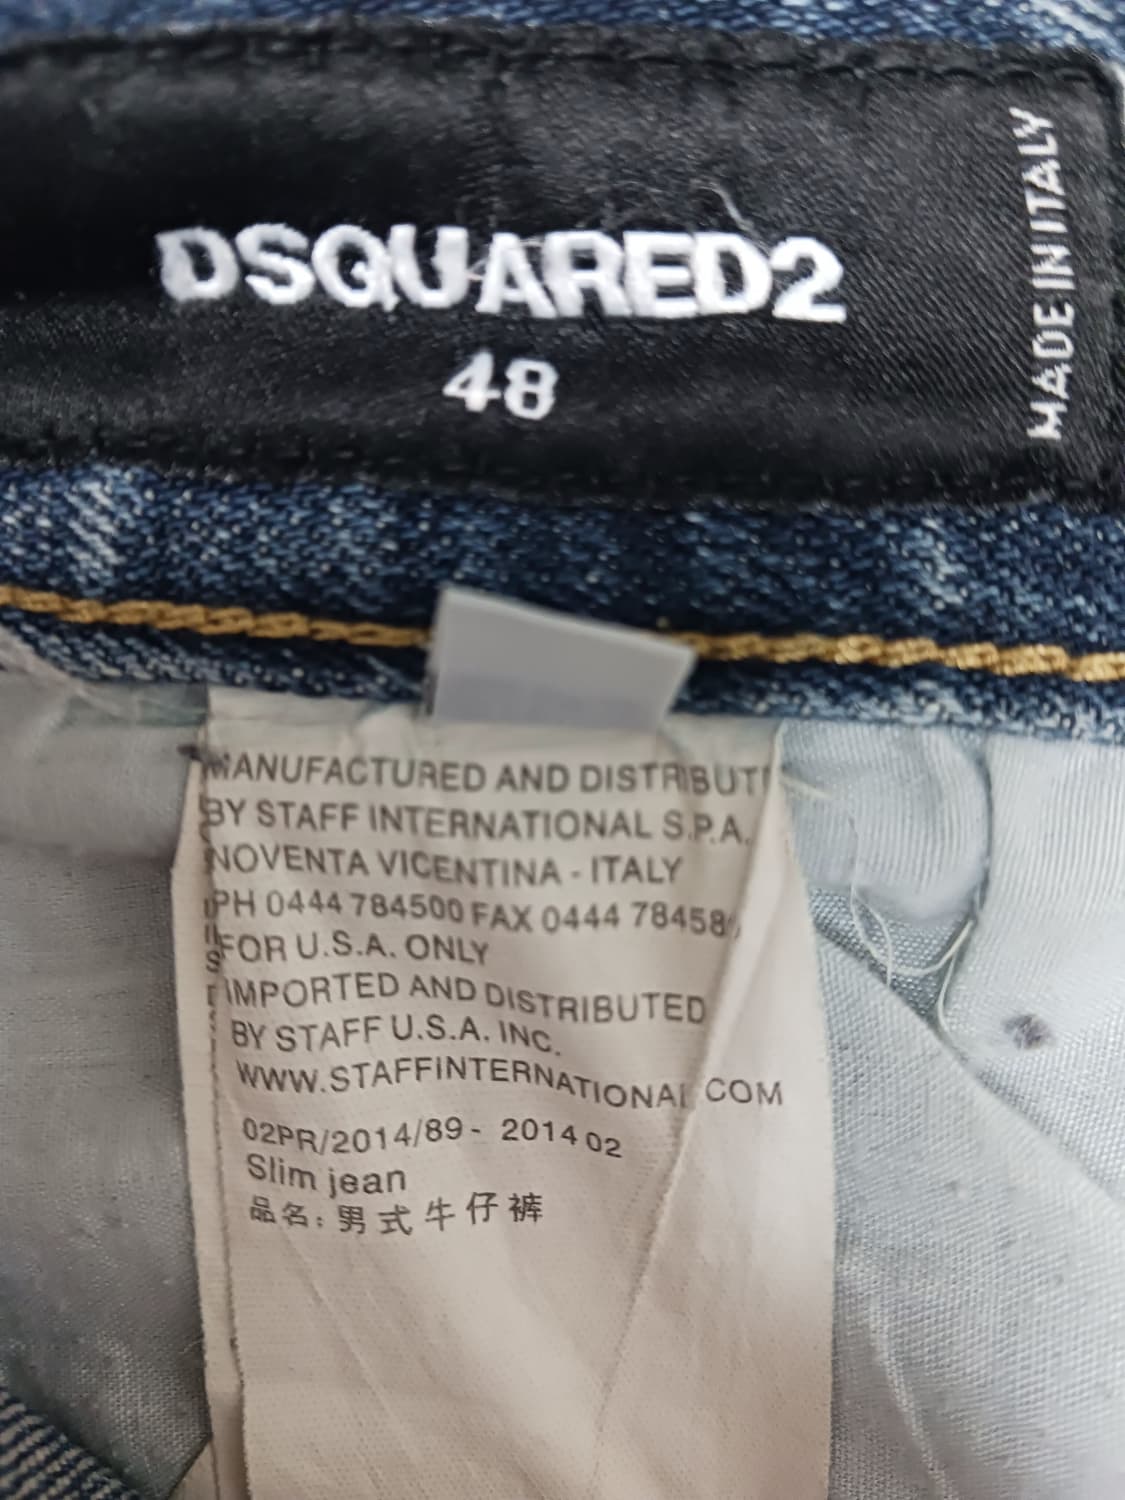 DSQUARED2
48
MADE IN ITALY
MANUFACTURED AND DISTRIBUT
BY STAFF INTERNATIONAL S.P.A.
NOVENTA VICENTINA - ITALY
PH 0444 784500 FAX 0444 78458
FOR U.S.A. ONLY
IMPORTED AND DISTRIBUTED
BY STAFF U.S.A. INC.
WWW.STAFFINTERNATIONAL.COM
02PR/2014/89 - 2014 02
Slim jean
品名：男式牛仔裤